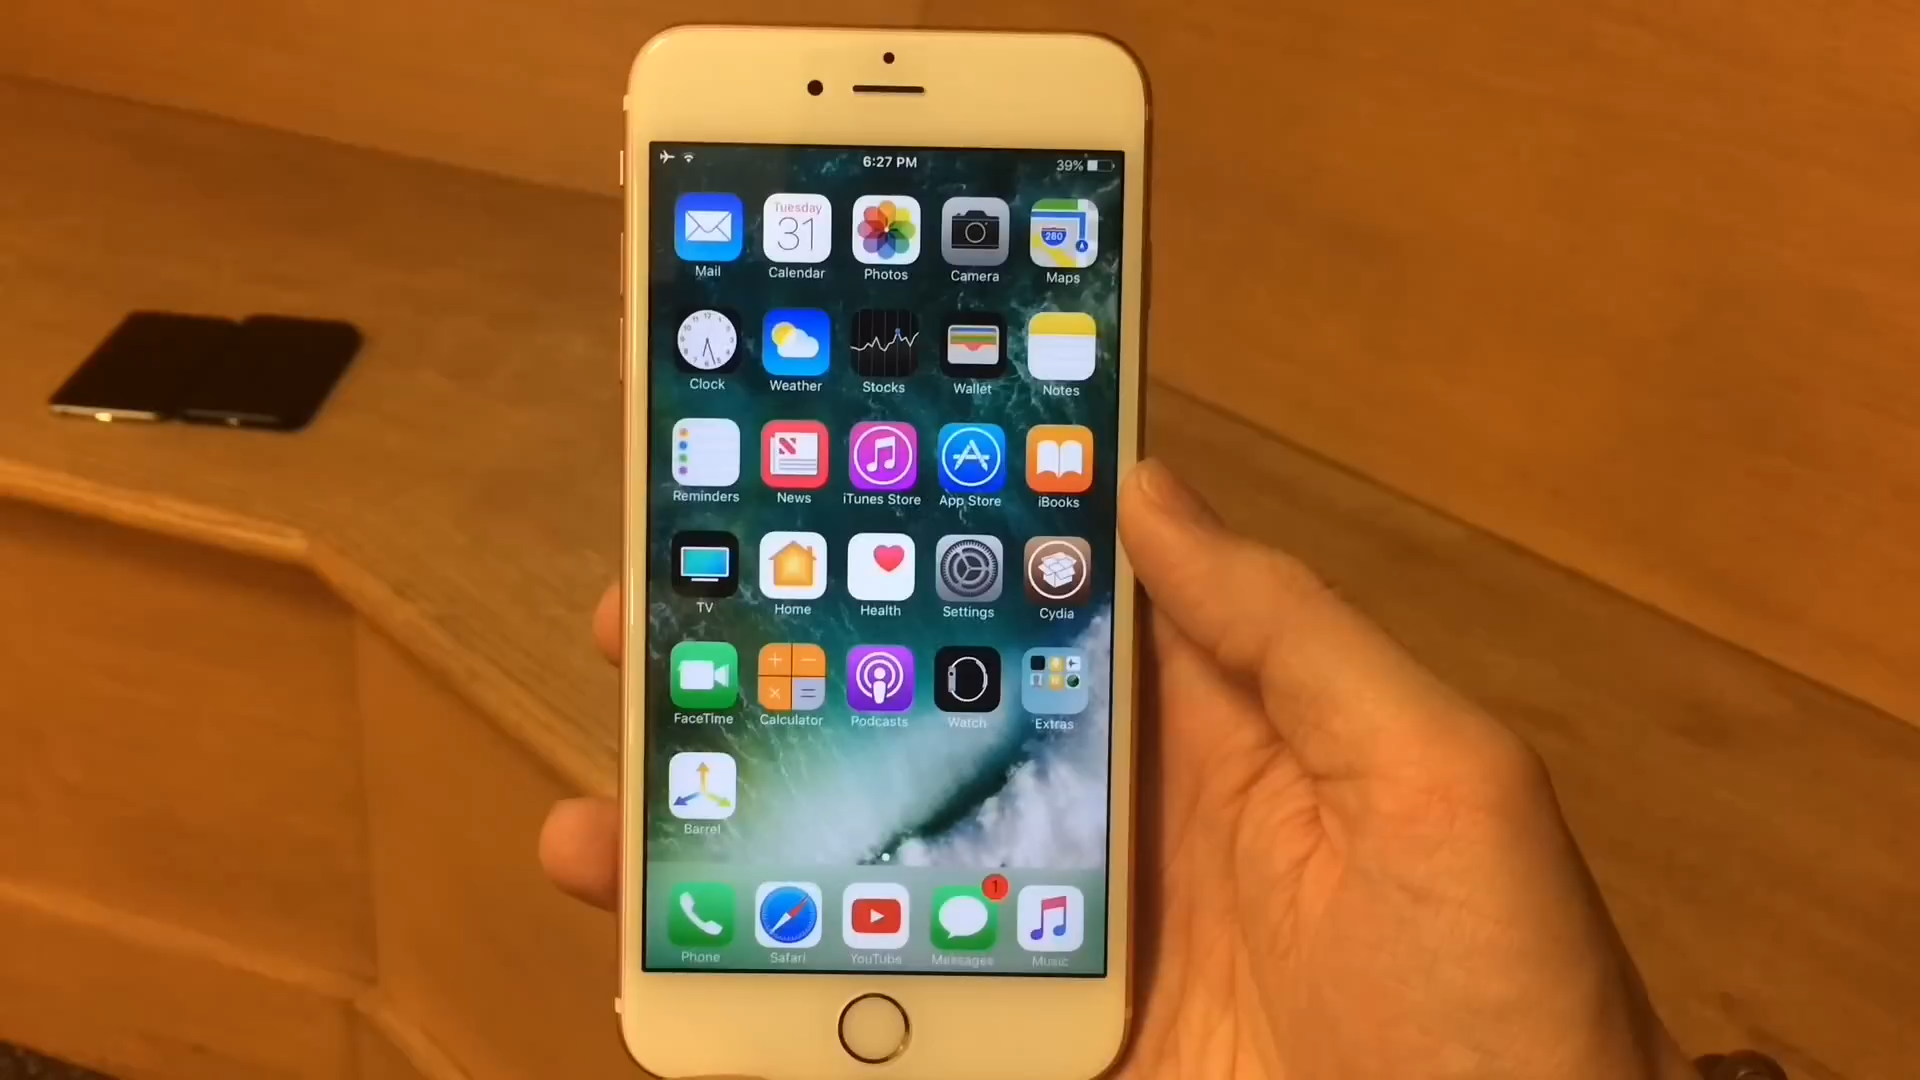 6:27 PM 39%
Tuesday
31
280
Mail Calendar Photos Camera Maps
Clock Weather Stocks Wallet Notes
Reminders News iTunes Store App Store iBooks
TV Home Health Settings Cydia
FaceTime Calculator Podcasts Watch Extras
Barrel
1
Phone Safari YouTube Messages Music